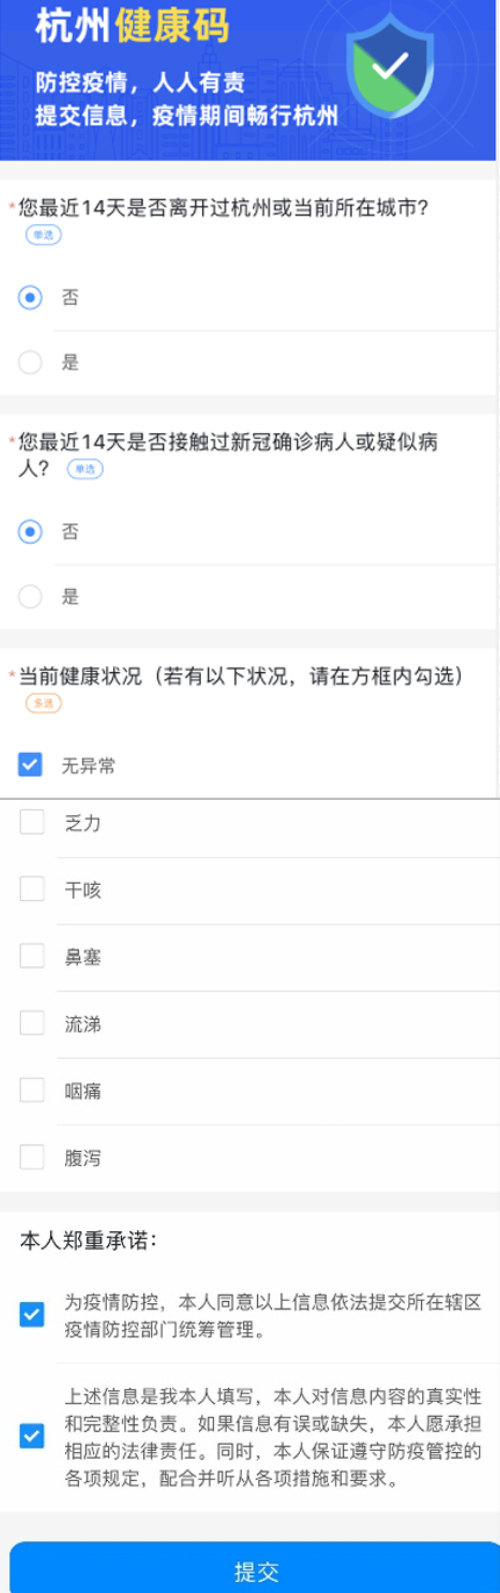 杭州健康码
防控疫情，人人有责
提交信息，疫情期间畅行杭州
*您最近14天是否离开过杭州或当前所在城市？
单选
否
是
*您最近14天是否接触过新冠确诊病人或疑似病
人？ 单选
否
是
*当前健康状况（若有以下状况，请在方框内勾选）
多选
无异常
乏力
干咳
鼻塞
流涕
咽痛
腹泻
本人郑重承诺：
为疫情防控，本人同意以上信息依法提交所在辖区
疫情防控部门统筹管理。
上述信息是我本人填写，本人对信息内容的真实性
和完整性负责。如果信息有误或缺失，本人愿承担
相应的法律责任。同时，本人保证遵守防疫管控的
各项规定，配合并听从各项措施和要求。
提交